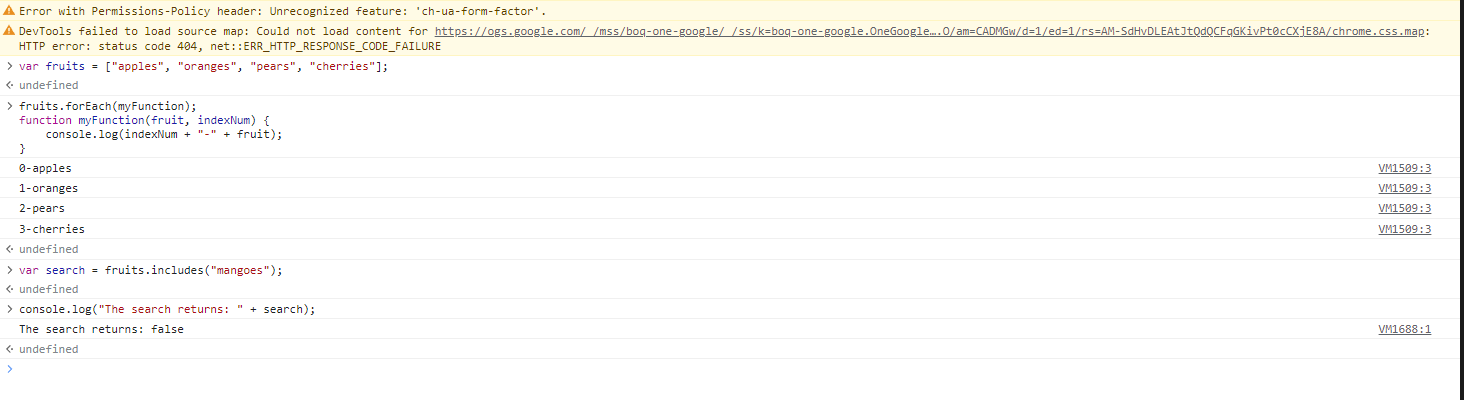 Error with Permissions-Policy header: Unrecognized feature: 'ch-ua-form-factor'.
DevTools failed to load source map: Could not load content for https://ogs.google.com/_/mss/boq-one-google/_/ss/k=boq-one-google.OneGoogle….O/am=CADMGw/d=1/ed=1/rs=AM-SdHvDLEAtJtQdQCFqGKivPt0cCXjE8A/chrome.css.map:
HTTP error: status code 404, net::ERR_HTTP_RESPONSE_CODE_FAILURE
> var fruits = ["apples", "oranges", "pears", "cherries"];
undefined
> fruits.forEach(myFunction);
function myFunction(fruit, indexNum) {
    console.log(indexNum + "-" + fruit);
}
0-apples VM1509:3
1-oranges VM1509:3
2-pears VM1509:3
3-cherries VM1509:3
undefined
> var search = fruits.includes("mangoes");
undefined
> console.log("The search returns: " + search);
The search returns: false VM1688:1
undefined
>